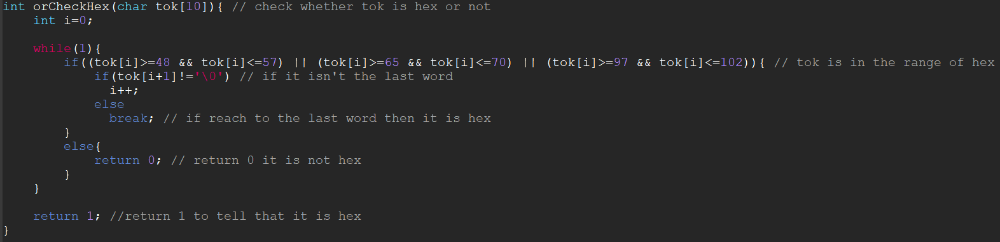 int orCheckHex(char tok[10]){ // check whether tok is hex or not
    int i=0;
    while(1){
        if((tok[i]>=48 && tok[i]<=57) || (tok[i]>=65 && tok[i]<=70) || (tok[i]>=97 && tok[i]<=102)){ // tok is in the range of hex
            if(tok[i+1]!='\0') // if it isn't the last word
              i++;
            else
              break; // if reach to the last word then it is hex
        }
        else{
            return 0; // return 0 it is not hex
        }
    }
    return 1; //return 1 to tell that it is hex
}